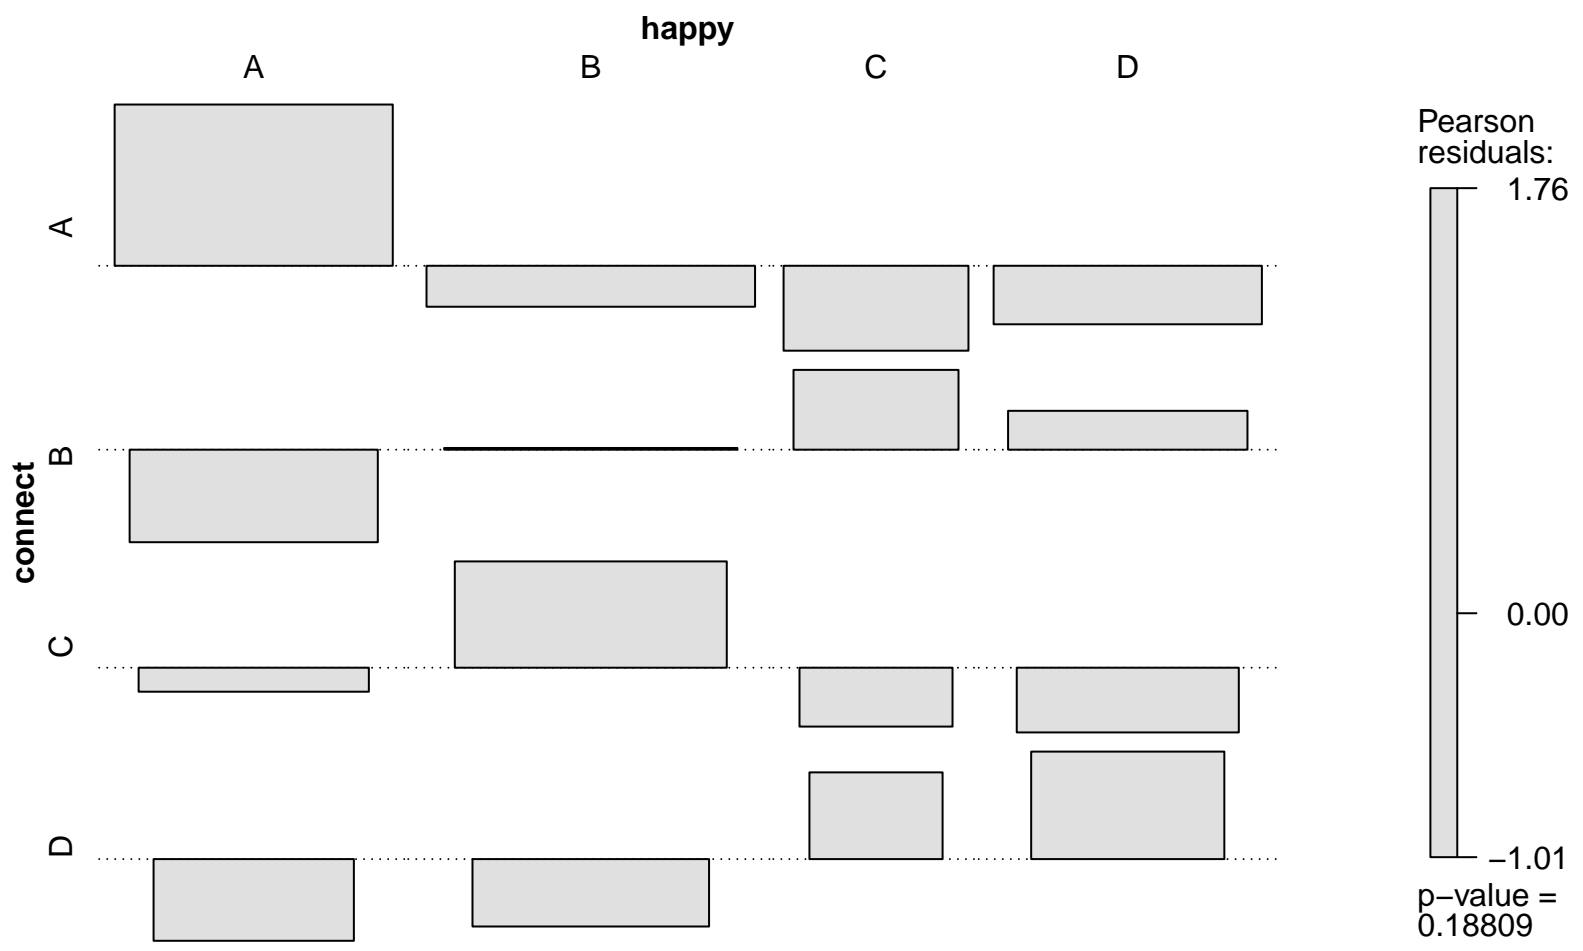 happy
A B C D
connect
A
B
C
D
Pearson
residuals:
1.76
0.00
−1.01
p−value =
0.18809